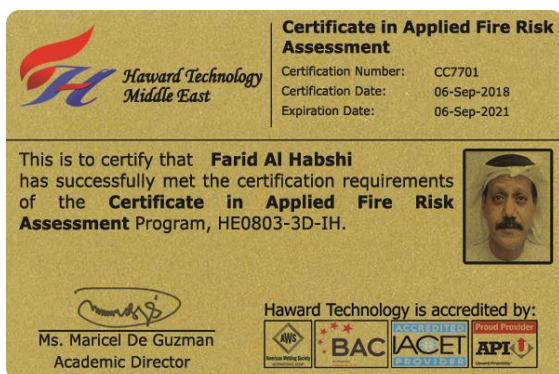 Haward Technology
Middle East
Certificate in Applied Fire Risk
Assessment
Certification Number: CC7701
Certification Date: 06-Sep-2018
Expiration Date: 06-Sep-2021
This is to certify that Farid Al Habshi
has successfully met the certification requirements
of the Certificate in Applied Fire Risk
Assessment Program, HE0803-3D-IH.
Ms. Maricel De Guzman
Academic Director
Haward Technology is accredited by:
AWS
American Welding Society
BAC
ACCREDITED
IACET
PROVIDER
Proud Provider
API U